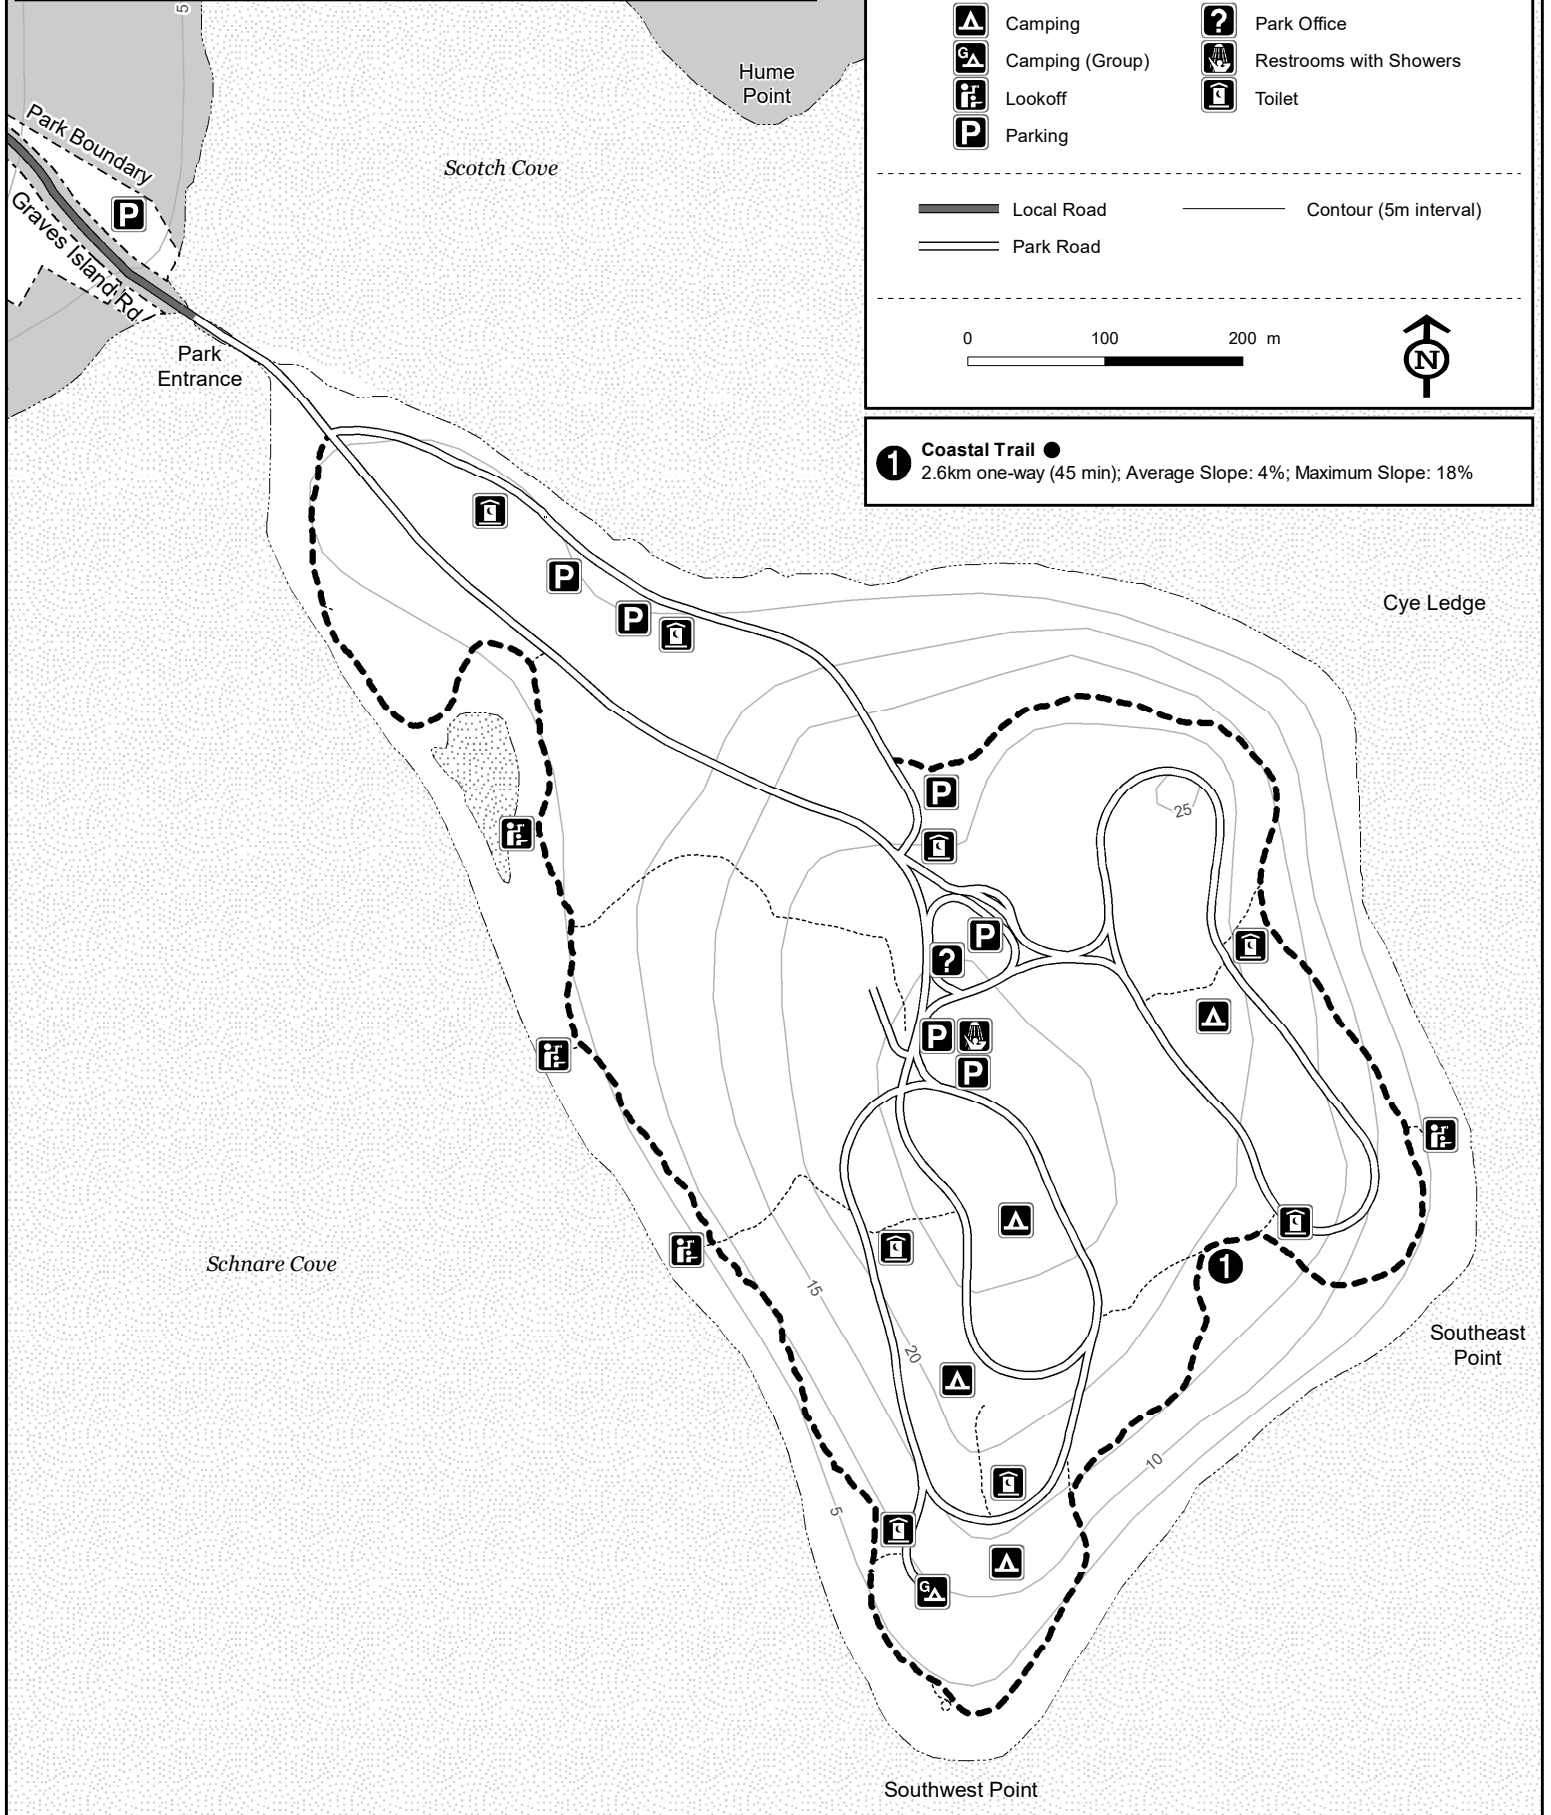 5
Camping
?
Park Office
G
Camping (Group)
Restrooms with Showers
Lookoff
Toilet
P
Parking
Local Road
Contour (5m interval)
Park Road
0 100 200 m
N
1
Coastal Trail
2.6km one-way (45 min); Average Slope: 4%; Maximum Slope: 18%
Hume
Point
Scotch Cove
Park Boundary
P
Graves Island Rd
Park
Entrance
P
P
Cye Ledge
P
25
P
?
P
P
Schnare Cove
1
15
20
Southeast
Point
10
5
G
Southwest Point